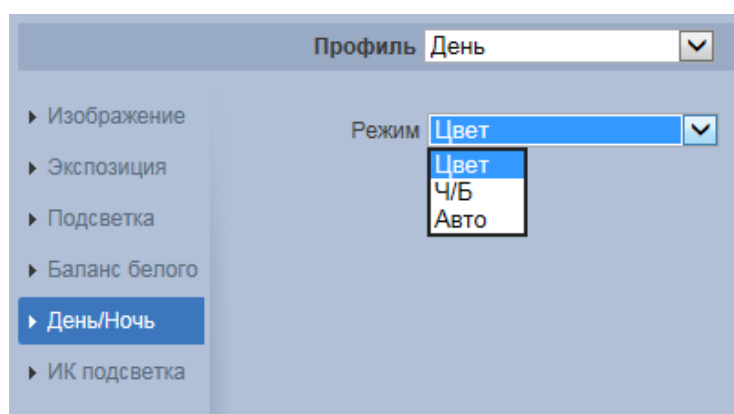 Профиль День
Изображение
Режим Цвет
Экспозиция
Цвет
Ч/Б
Подсветка
Авто
Баланс белого
День/Ночь
ИК подсветка